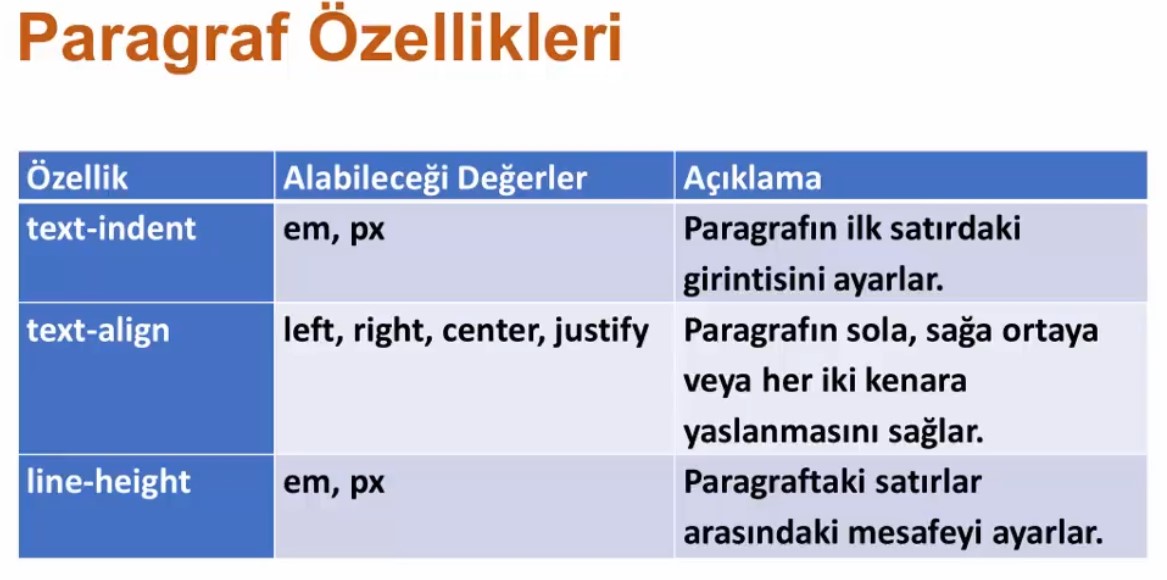 Paragraf Özellikleri
Özellik Alabileceği Değerler Açıklama
text-indent em, px Paragrafın ilk satırdaki
girintisini ayarlar.
text-align left, right, center, justify Paragrafın sola, sağa ortaya
veya her iki kenara
yaslanmasını sağlar.
line-height em, px Paragraftaki satırlar
arasındaki mesafeyi ayarlar.